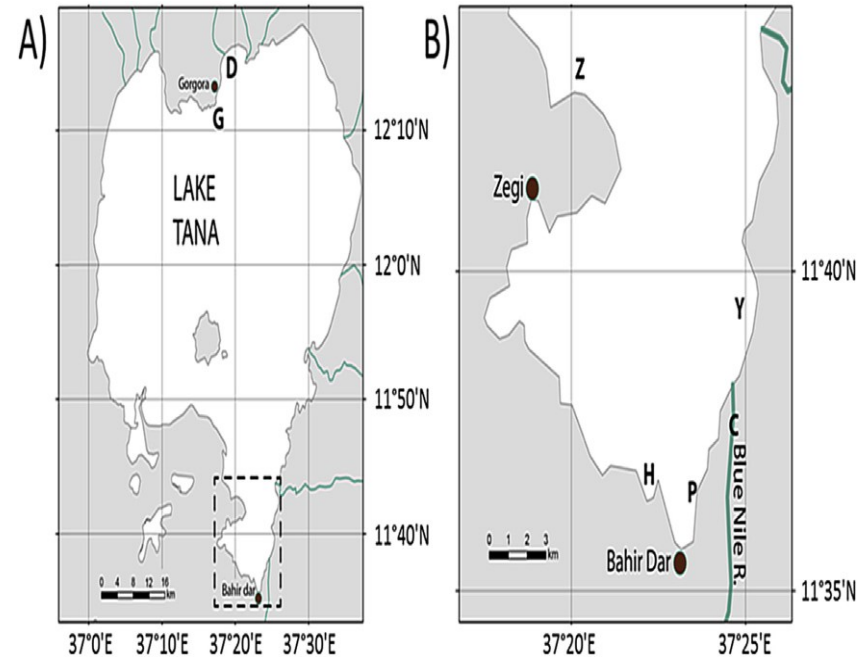 A)
D
Gorgora
G
12°10'N
LAKE
TANA
12°0'N
11°50'N
11°40'N
0 4 8 12 16
km
Bahir dar
37°0'E 37°10'E 37°20'E 37°30'E
B)
Z
Zegi
11°40'N
Y
C
H
P
Blue Nile R.
0 1 2 3
km
Bahir Dar
11°35'N
37°20'E 37°25'E